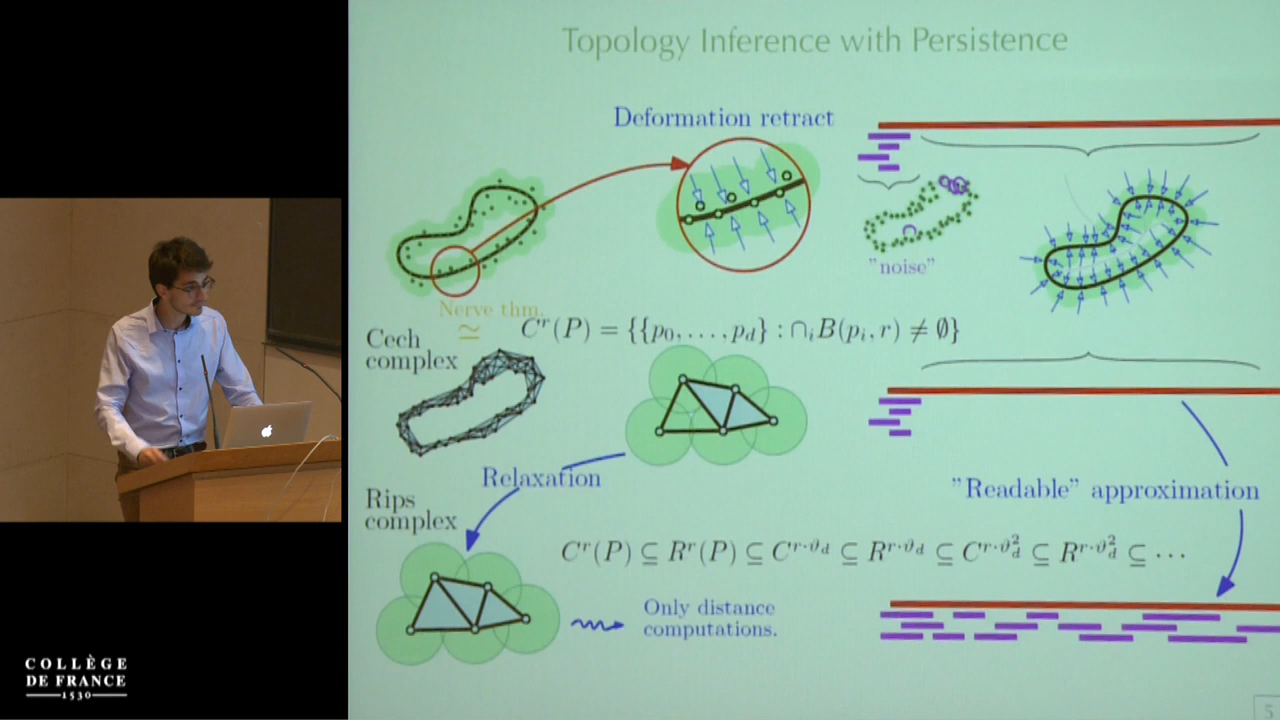 Topology Inference with Persistence
Deformation retract
"noise"
Nerve thm.
≃
Cech
complex
C^r(P) = {{p_0, . . . , p_d} : ∩_i B(p_i, r) ≠ ∅}
Relaxation
"Readable" approximation
Rips
complex
C^r(P) ⊆ R^r(P) ⊆ C^{r·ϑ_d} ⊆ R^{r·ϑ_d} ⊆ C^{r·ϑ_d^2} ⊆ R^{r·ϑ_d^2} ⊆ · · ·
Only distance
computations.
COLLÈGE
DE FRANCE
1530
5